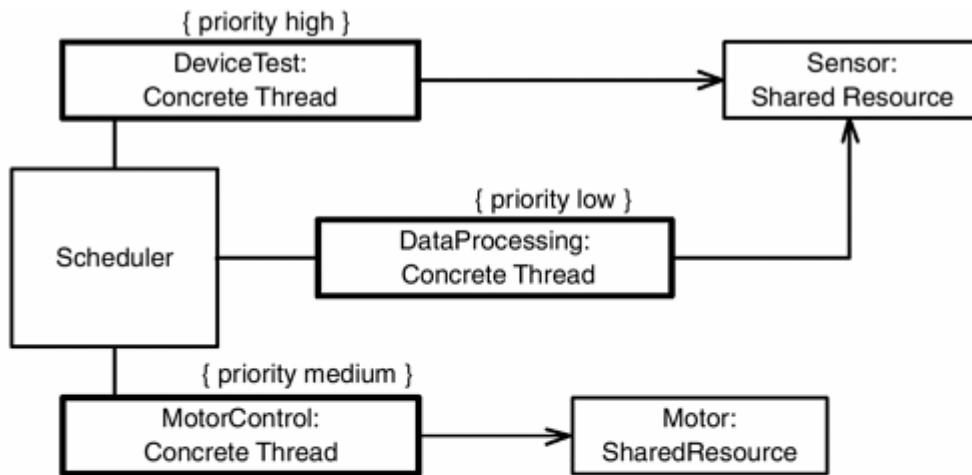 { priority high }
DeviceTest:
Concrete Thread
Sensor:
Shared Resource
Scheduler
{ priority low }
DataProcessing:
Concrete Thread
{ priority medium }
MotorControl:
Concrete Thread
Motor:
SharedResource